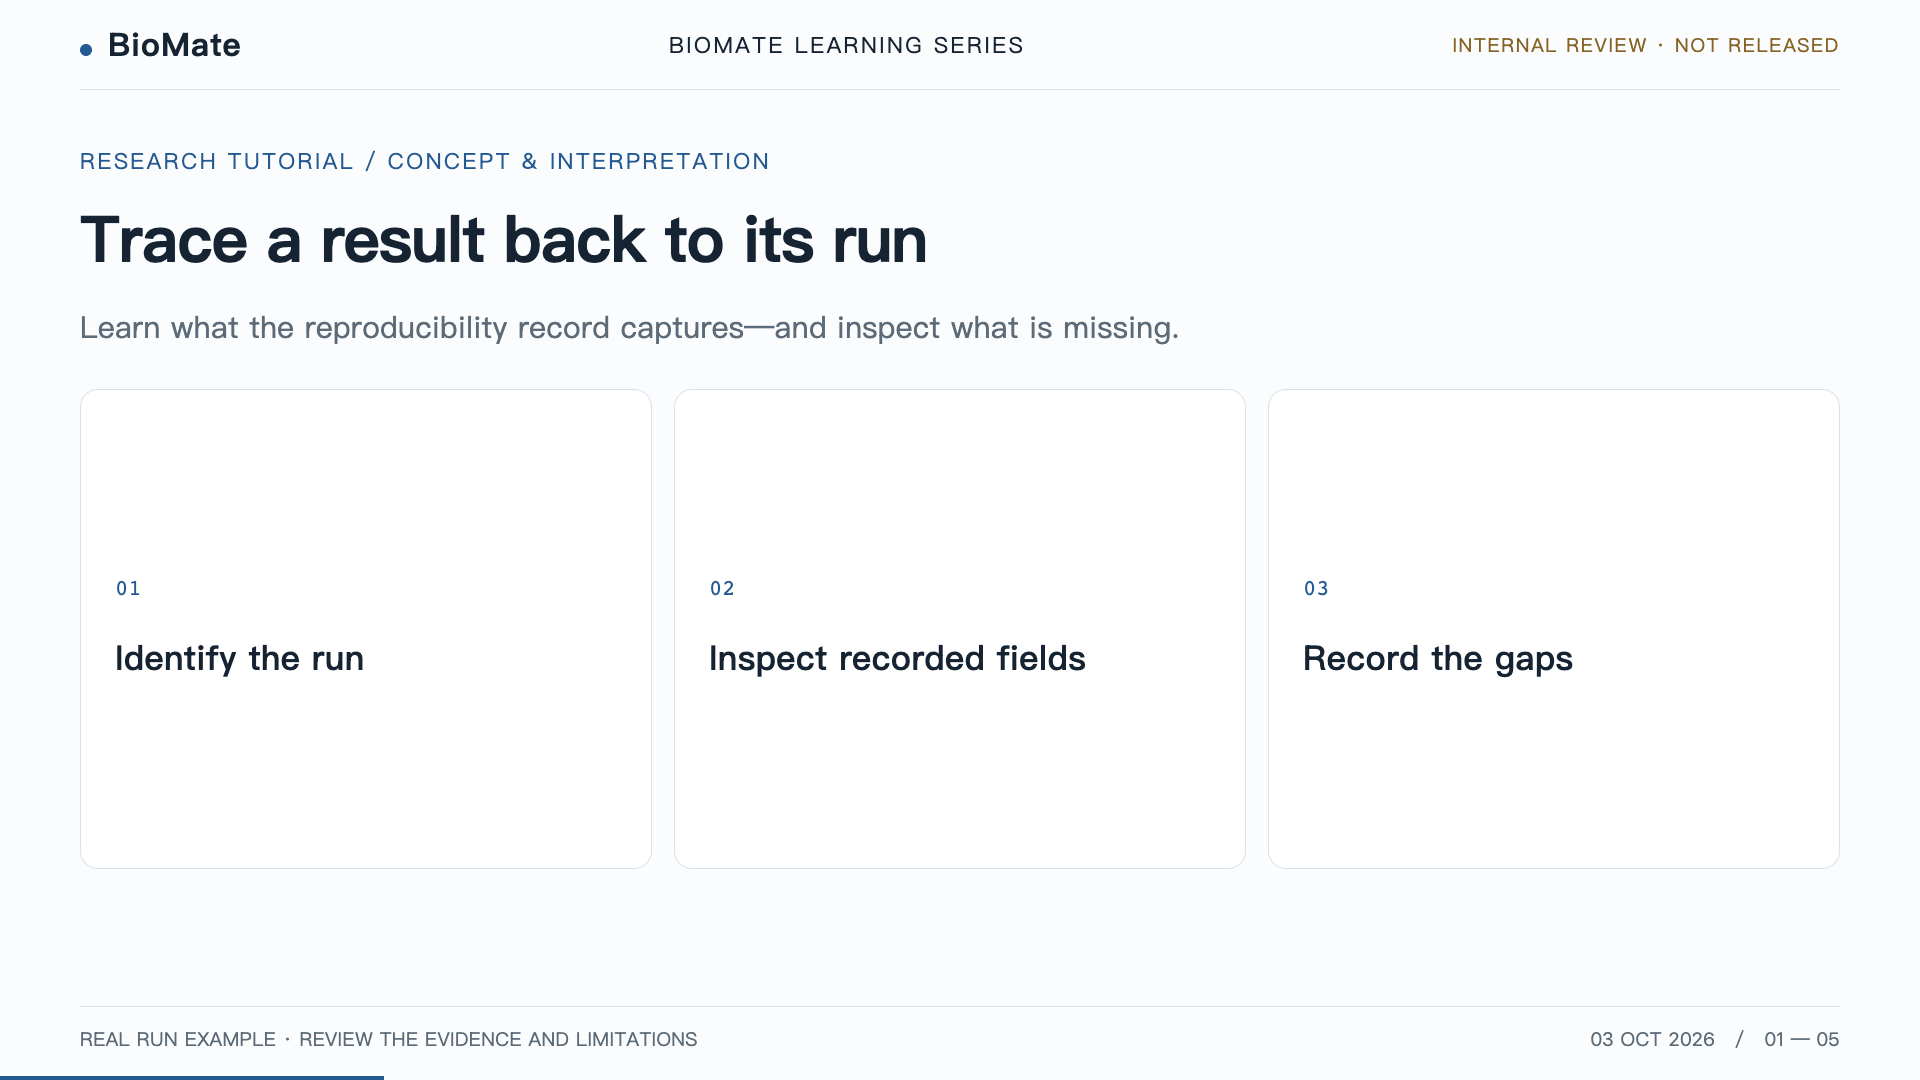 BioMate
BIOMATE LEARNING SERIES
INTERNAL REVIEW · NOT RELEASED
RESEARCH TUTORIAL / CONCEPT & INTERPRETATION
Trace a result back to its run
Learn what the reproducibility record captures—and inspect what is missing.
01
Identify the run
02
Inspect recorded fields
03
Record the gaps
REAL RUN EXAMPLE · REVIEW THE EVIDENCE AND LIMITATIONS
03 OCT 2026 / 01 — 05